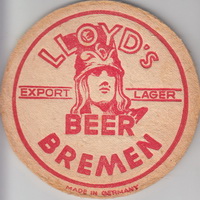 LLOYD's
EXPORT LAGER
BEER
BREMEN
MADE IN GERMANY